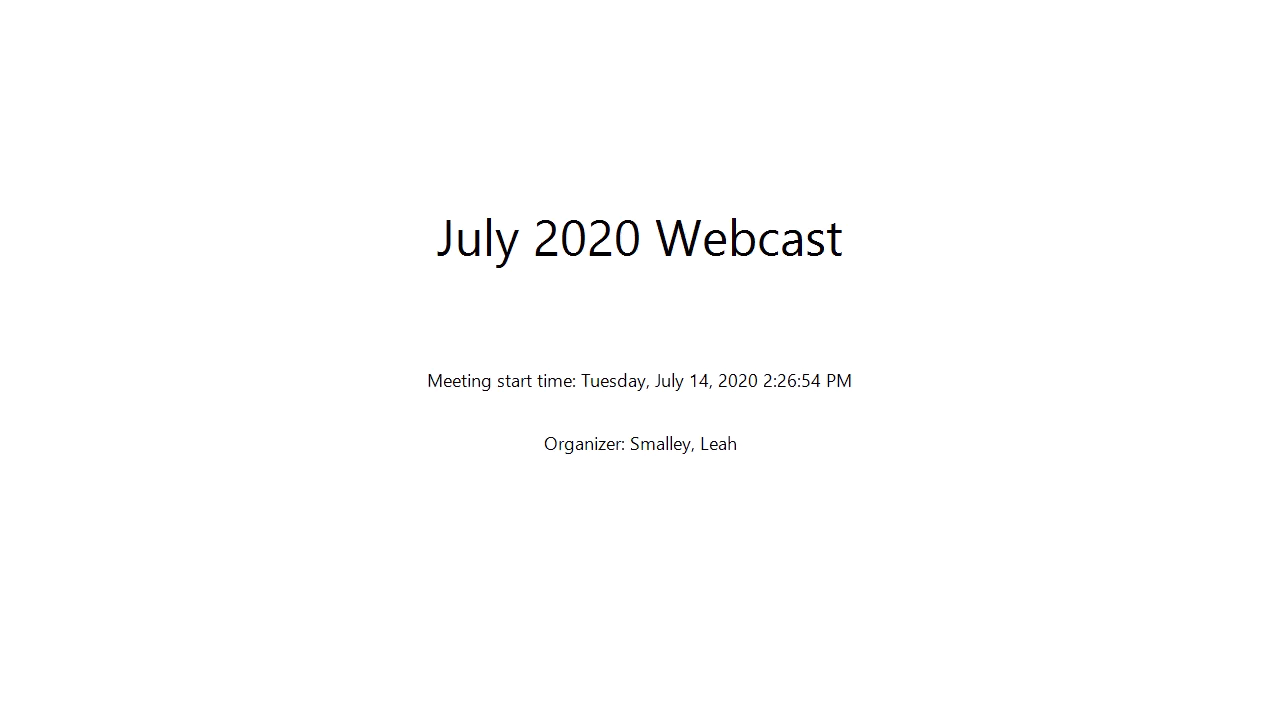 July 2020 Webcast
Meeting start time: Tuesday, July 14, 2020 2:26:54 PM
Organizer: Smalley, Leah